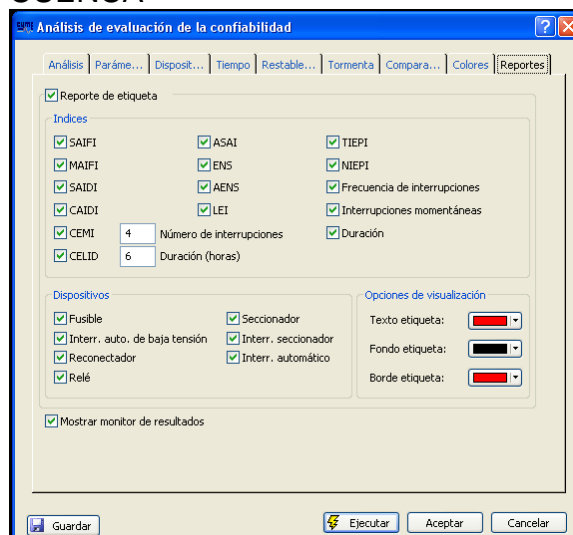 CUENCA
Análisis de evaluación de la confiabilidad
Análisis Paráme... Disposit... Tiempo Restable... Tormenta Compara... Colores Reportes
Reporte de etiqueta
Indices
SAIFI ASAI TIEPI
MAIFI ENS NIEPI
SAIDI AENS Frecuencia de interrupciones
CAIDI LEI Interrupciones momentáneas
CEMI 4 Número de interrupciones Duración
CELID 6 Duración (horas)
Dispositivos Opciones de visualización
Fusible Seccionador Texto etiqueta:
Interr. auto. de baja tensión Interr. seccionador
Fondo etiqueta:
Reconectador Interr. automático
Relé Borde etiqueta:
Mostrar monitor de resultados
Guardar Ejecutar Aceptar Cancelar